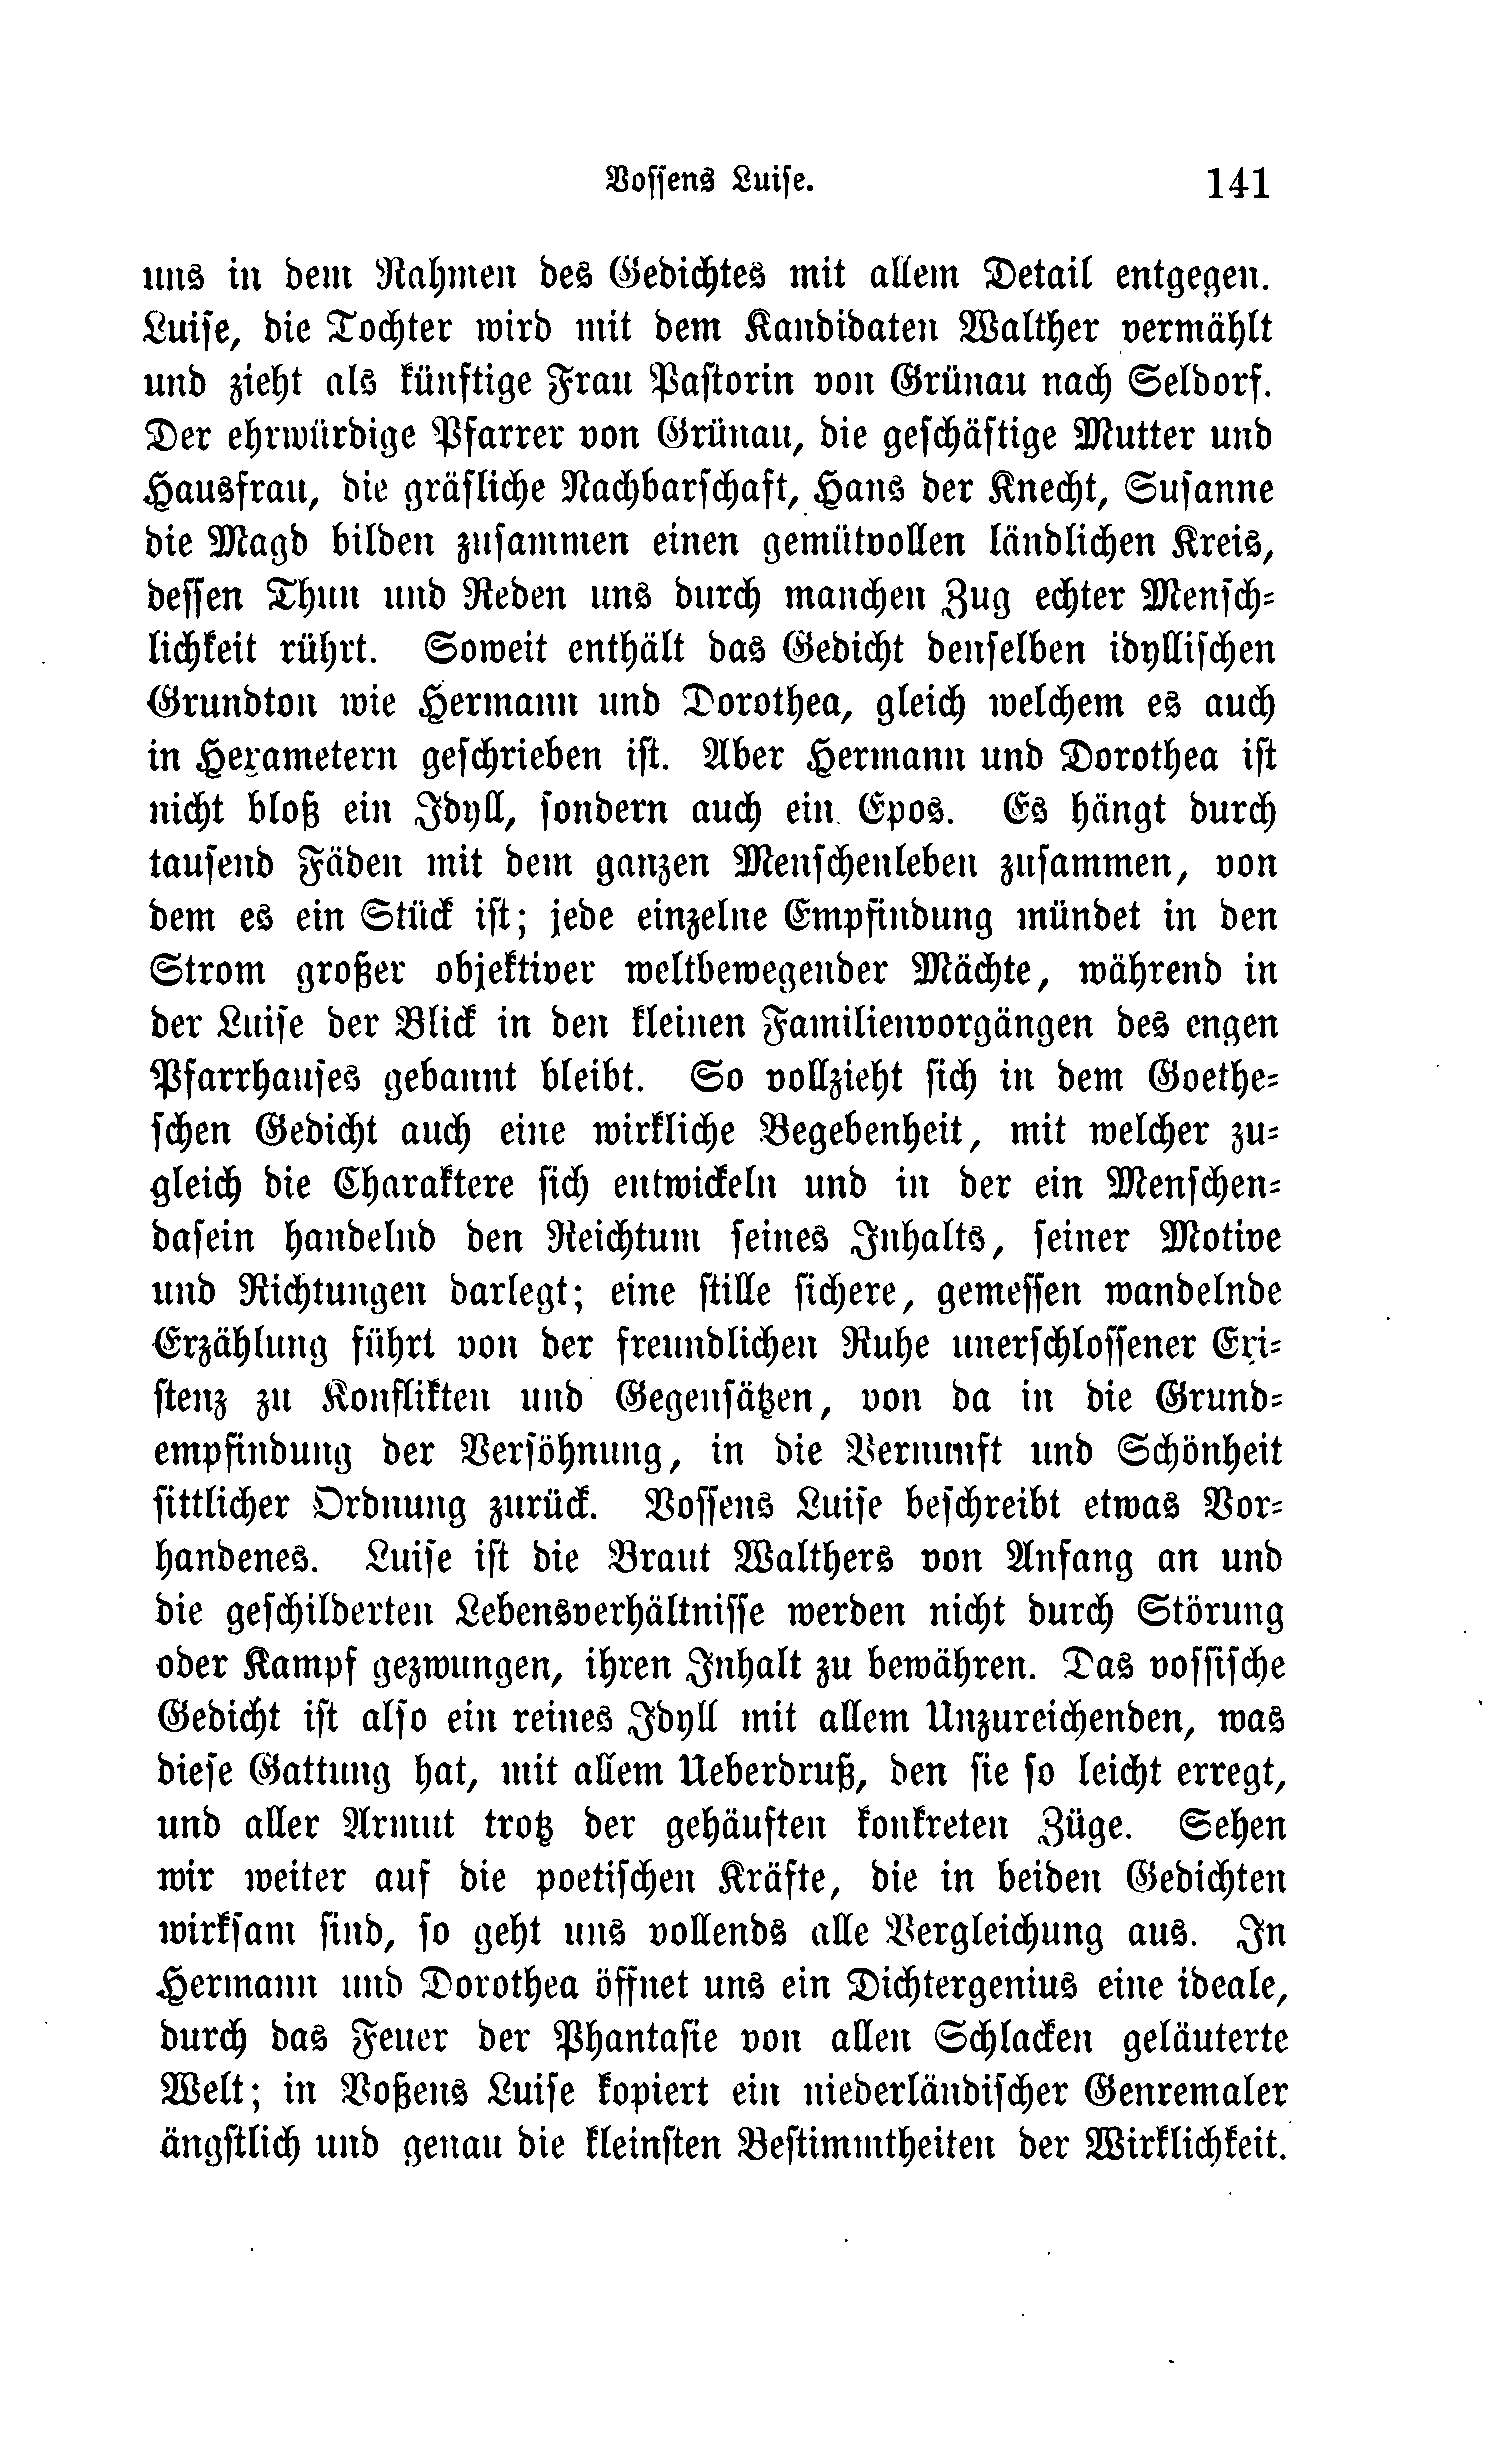 Vossens Luise. 141
uns in dem Rahmen des Gedichtes mit allem Detail entgegen.
Luise, die Tochter wird mit dem Kandidaten Walther vermählt
und zieht als künftige Frau Pastorin von Grünau nach Seldorf.
Der ehrwürdige Pfarrer von Grünau, die geschäftige Mutter und
Hausfrau, die gräfliche Nachbarschaft, Hans der Knecht, Susanne
die Magd bilden zusammen einen gemütvollen ländlichen Kreis,
dessen Thun und Reden uns durch manchen Zug echter Mensch-
lichkeit rührt. Soweit enthält das Gedicht denselben idyllischen
Grundton wie Hermann und Dorothea, gleich welchem es auch
in Hexametern geschrieben ist. Aber Hermann und Dorothea ist
nicht bloß ein Idyll, sondern auch ein Epos. Es hängt durch
tausend Fäden mit dem ganzen Menschenleben zusammen, von
dem es ein Stück ist; jede einzelne Empfindung mündet in den
Strom großer objektiver weltbewegender Mächte, während in
der Luise der Blick in den kleinen Familienvorgängen des engen
Pfarrhauses gebannt bleibt. So vollzieht sich in dem Goethe-
schen Gedicht auch eine wirkliche Begebenheit, mit welcher zu-
gleich die Charaktere sich entwickeln und in der ein Menschen-
dasein handelnd den Reichtum seines Inhalts, seiner Motive
und Richtungen darlegt; eine stille sichere, gemessen wandelnde
Erzählung führt von der freundlichen Ruhe unerschlossener Exi-
stenz zu Konflikten und Gegensätzen, von da in die Grund-
empfindung der Versöhnung, in die Vernunft und Schönheit
sittlicher Ordnung zurück. Vossens Luise beschreibt etwas Vor-
handenes. Luise ist die Braut Walthers von Anfang an und
die geschilderten Lebensverhältnisse werden nicht durch Störung
oder Kampf gezwungen, ihren Inhalt zu bewähren. Das vossische
Gedicht ist also ein reines Idyll mit allem Unzureichenden, was
diese Gattung hat, mit allem Ueberdruß, den sie so leicht erregt,
und aller Armut trotz der gehäuften konkreten Züge. Sehen
wir weiter auf die poetischen Kräfte, die in beiden Gedichten
wirksam sind, so geht uns vollends alle Vergleichung aus. In
Hermann und Dorothea öffnet uns ein Dichtergenius eine ideale,
durch das Feuer der Phantasie von allen Schlacken geläuterte
Welt; in Voßens Luise kopiert ein niederländischer Genremaler
ängstlich und genau die kleinsten Bestimmtheiten der Wirklichkeit.